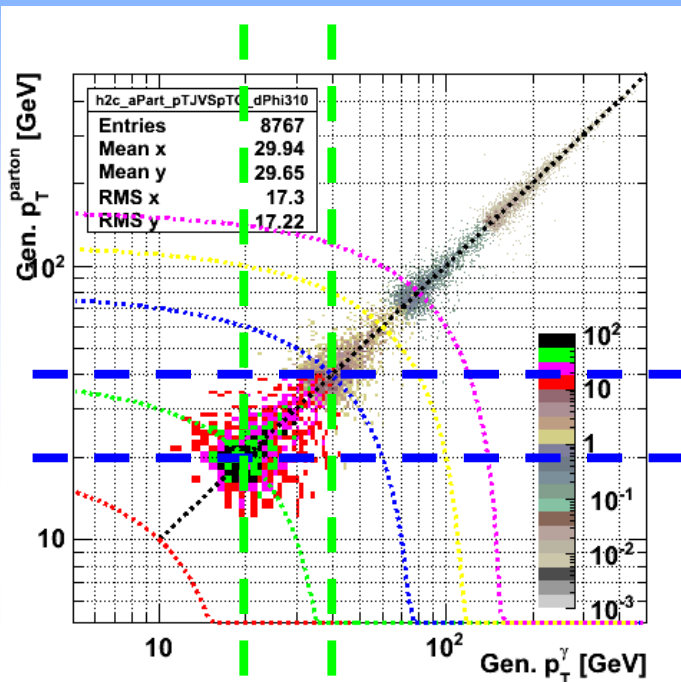 h2c_aPart_pTJVSpTG_dPhi310
Entries 8767
Mean x 29.94
Mean y 29.65
RMS x 17.3
RMS y 17.22
Gen. p_T^parton [GeV]
10^2
10
10^2
10
1
10^-1
10^-2
10^-3
10
10^2
Gen. p_T^γ [GeV]